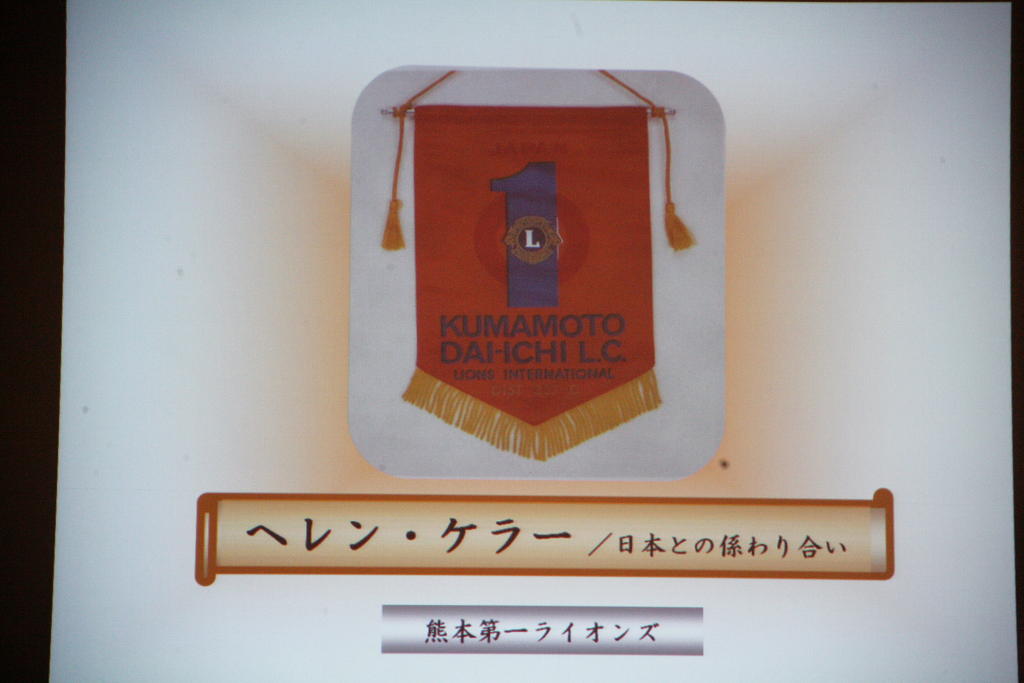 JAPAN
1
L
KUMAMOTO
DAI-ICHI L.C.
LIONS INTERNATIONAL
ヘレン・ケラー ／日本との係わり合い
熊本第一ライオンズ